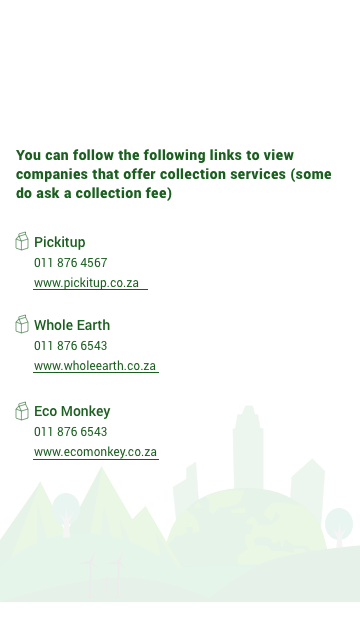 You can follow the following links to view
companies that offer collection services (some
do ask a collection fee)
Pickitup
011 876 4567
www.pickitup.co.za
Whole Earth
011 876 6543
www.wholeearth.co.za
Eco Monkey
011 876 6543
www.ecomonkey.co.za